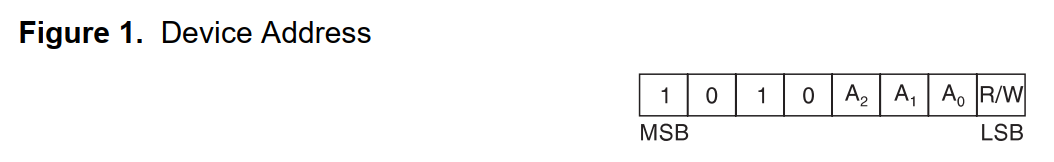 Figure 1. Device Address
1 0 1 0 A₂ A₁ A₀ R/W
MSB LSB